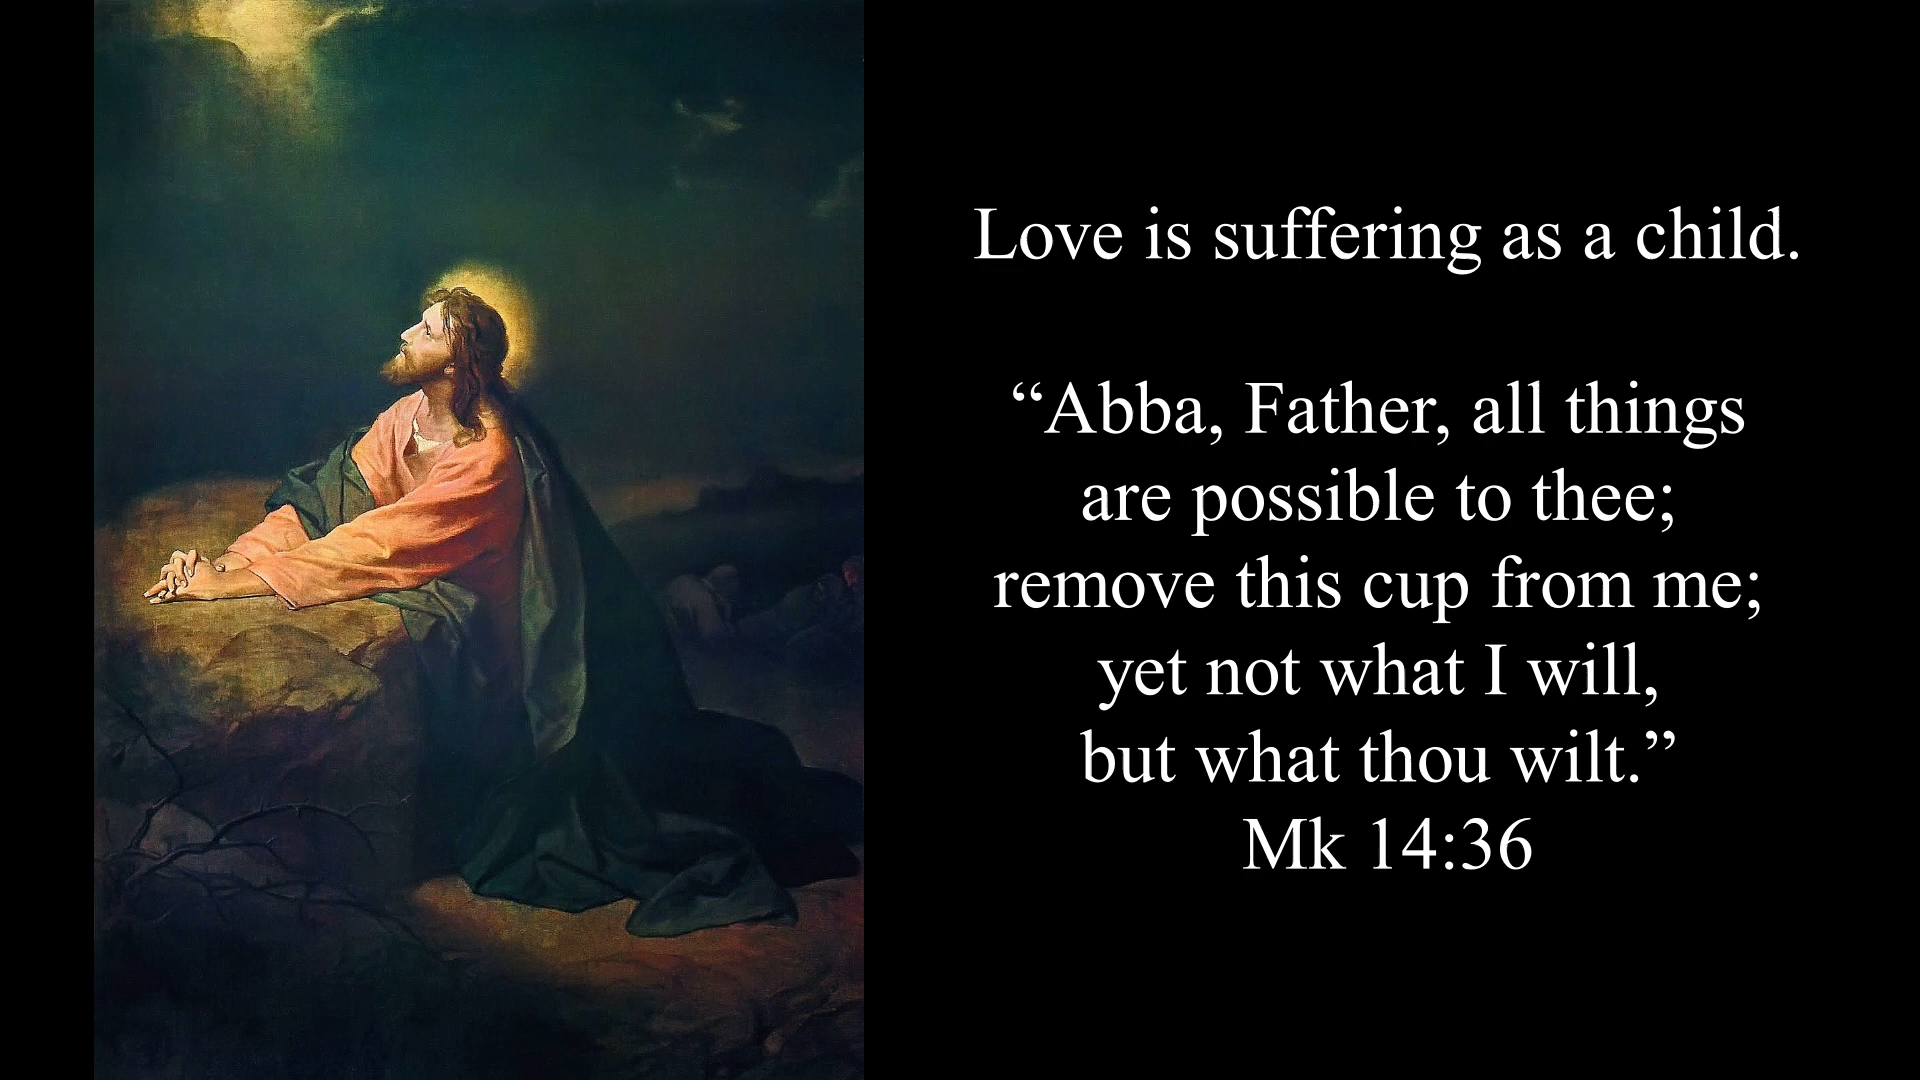 Love is suffering as a child.
“Abba, Father, all things
are possible to thee;
remove this cup from me;
yet not what I will,
but what thou wilt.”
Mk 14:36